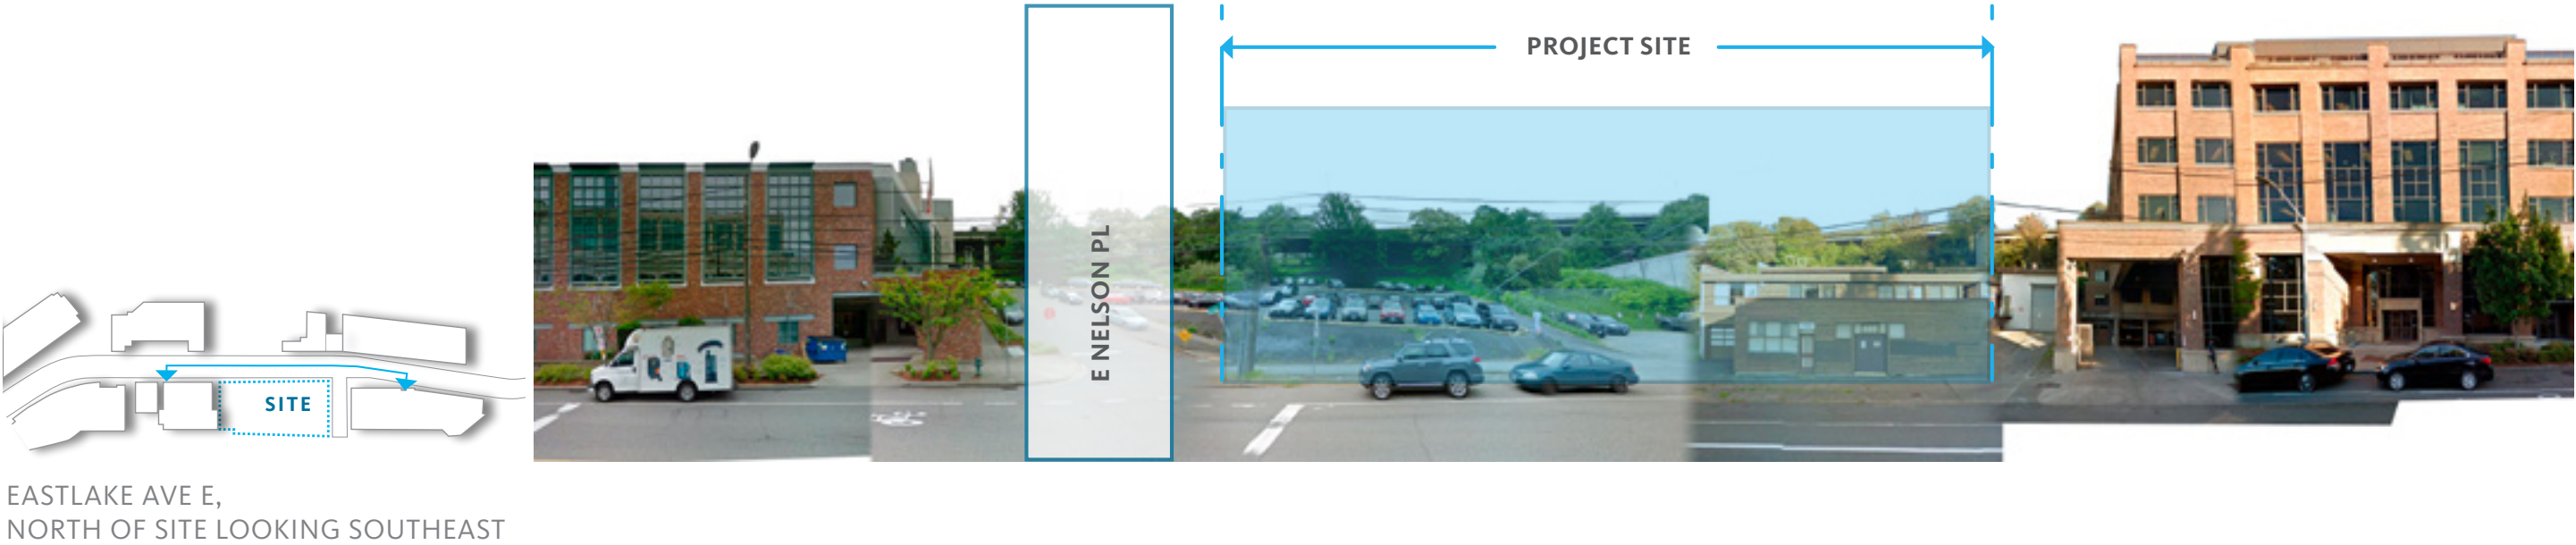 PROJECT SITE
E NELSON PL
SITE
EASTLAKE AVE E,
NORTH OF SITE LOOKING SOUTHEAST